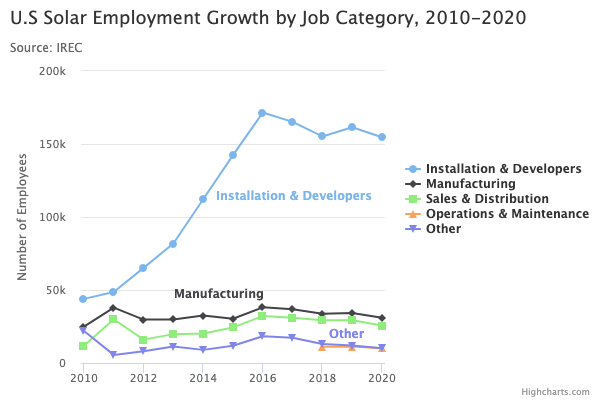 U.S Solar Employment Growth by Job Category, 2010-2020
Source: IREC
Number of Employees
200k
150k
100k
50k
0
2010
2012
2014
2016
2018
2020
Installation & Developers
Manufacturing
Other
Installation & Developers
Manufacturing
Sales & Distribution
Operations & Maintenance
Other
Highcharts.com